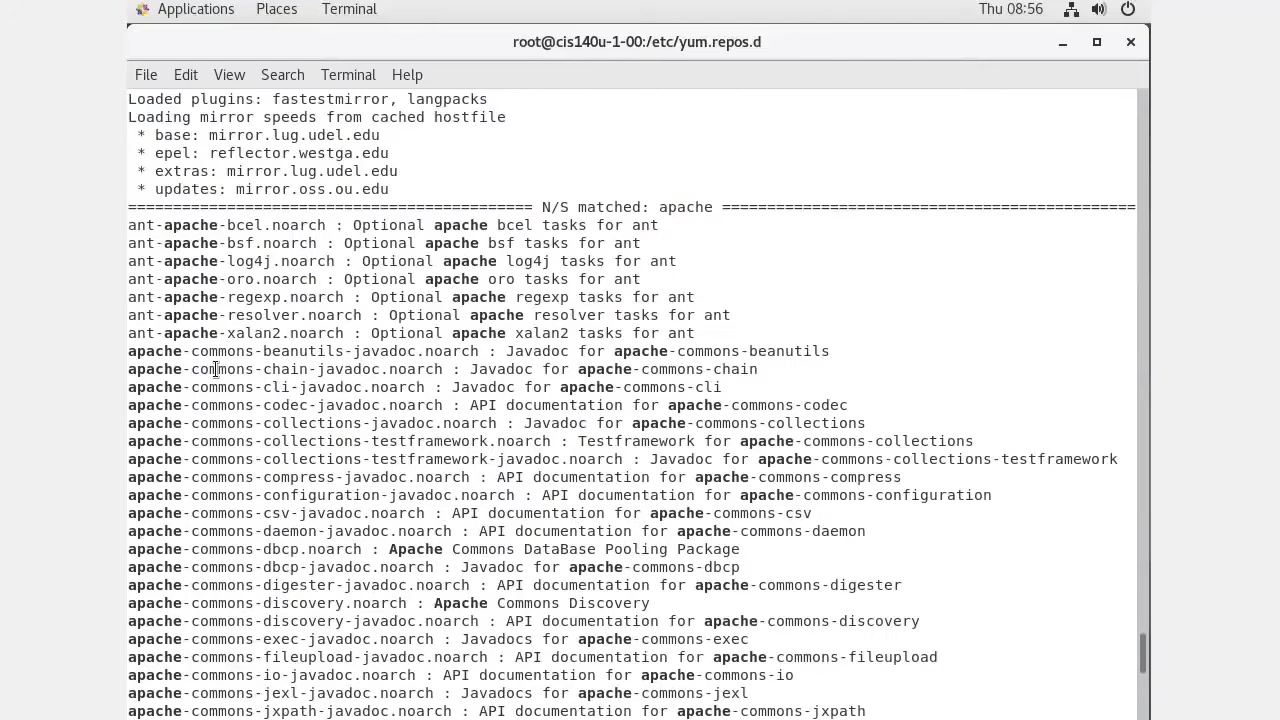 Applications Places Terminal Thu 08:56
root@cis140u-1-00:/etc/yum.repos.d
File Edit View Search Terminal Help
Loaded plugins: fastestmirror, langpacks
Loading mirror speeds from cached hostfile
 * base: mirror.lug.udel.edu
 * epel: reflector.westga.edu
 * extras: mirror.lug.udel.edu
 * updates: mirror.oss.ou.edu
============================================= N/S matched: apache ==============================================
ant-apache-bcel.noarch : Optional apache bcel tasks for ant
ant-apache-bsf.noarch : Optional apache bsf tasks for ant
ant-apache-log4j.noarch : Optional apache log4j tasks for ant
ant-apache-oro.noarch : Optional apache oro tasks for ant
ant-apache-regexp.noarch : Optional apache regexp tasks for ant
ant-apache-resolver.noarch : Optional apache resolver tasks for ant
ant-apache-xalan2.noarch : Optional apache xalan2 tasks for ant
apache-commons-beanutils-javadoc.noarch : Javadoc for apache-commons-beanutils
apache-commons-chain-javadoc.noarch : Javadoc for apache-commons-chain
apache-commons-cli-javadoc.noarch : Javadoc for apache-commons-cli
apache-commons-codec-javadoc.noarch : API documentation for apache-commons-codec
apache-commons-collections-javadoc.noarch : Javadoc for apache-commons-collections
apache-commons-collections-testframework.noarch : Testframework for apache-commons-collections
apache-commons-collections-testframework-javadoc.noarch : Javadoc for apache-commons-collections-testframework
apache-commons-compress-javadoc.noarch : API documentation for apache-commons-compress
apache-commons-configuration-javadoc.noarch : API documentation for apache-commons-configuration
apache-commons-csv-javadoc.noarch : API documentation for apache-commons-csv
apache-commons-daemon-javadoc.noarch : API documentation for apache-commons-daemon
apache-commons-dbcp.noarch : Apache Commons DataBase Pooling Package
apache-commons-dbcp-javadoc.noarch : Javadoc for apache-commons-dbcp
apache-commons-digester-javadoc.noarch : API documentation for apache-commons-digester
apache-commons-discovery.noarch : Apache Commons Discovery
apache-commons-discovery-javadoc.noarch : API documentation for apache-commons-discovery
apache-commons-exec-javadoc.noarch : Javadocs for apache-commons-exec
apache-commons-fileupload-javadoc.noarch : API documentation for apache-commons-fileupload
apache-commons-io-javadoc.noarch : API documentation for apache-commons-io
apache-commons-jexl-javadoc.noarch : Javadocs for apache-commons-jexl
apache-commons-jxpath-javadoc.noarch : API documentation for apache-commons-jxpath